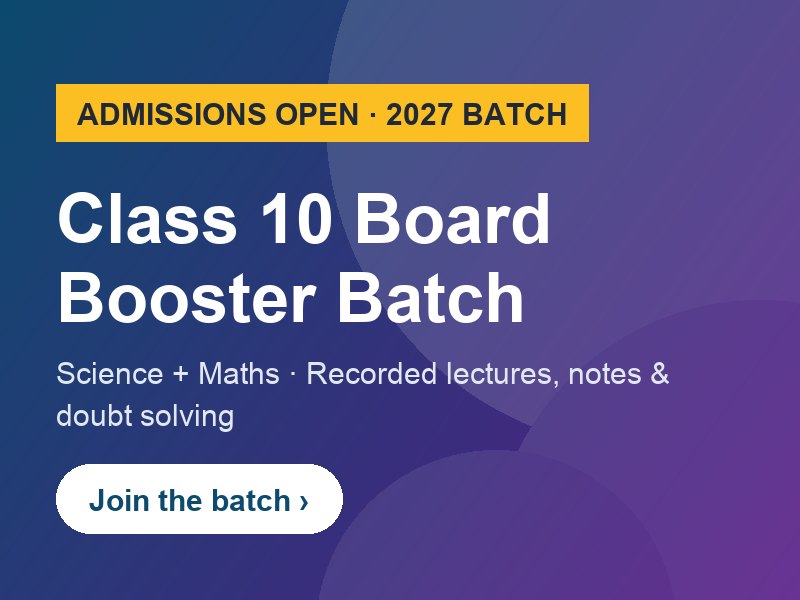 ADMISSIONS OPEN · 2027 BATCH
Class 10 Board
Booster Batch
Science + Maths · Recorded lectures, notes &
doubt solving
Join the batch ›